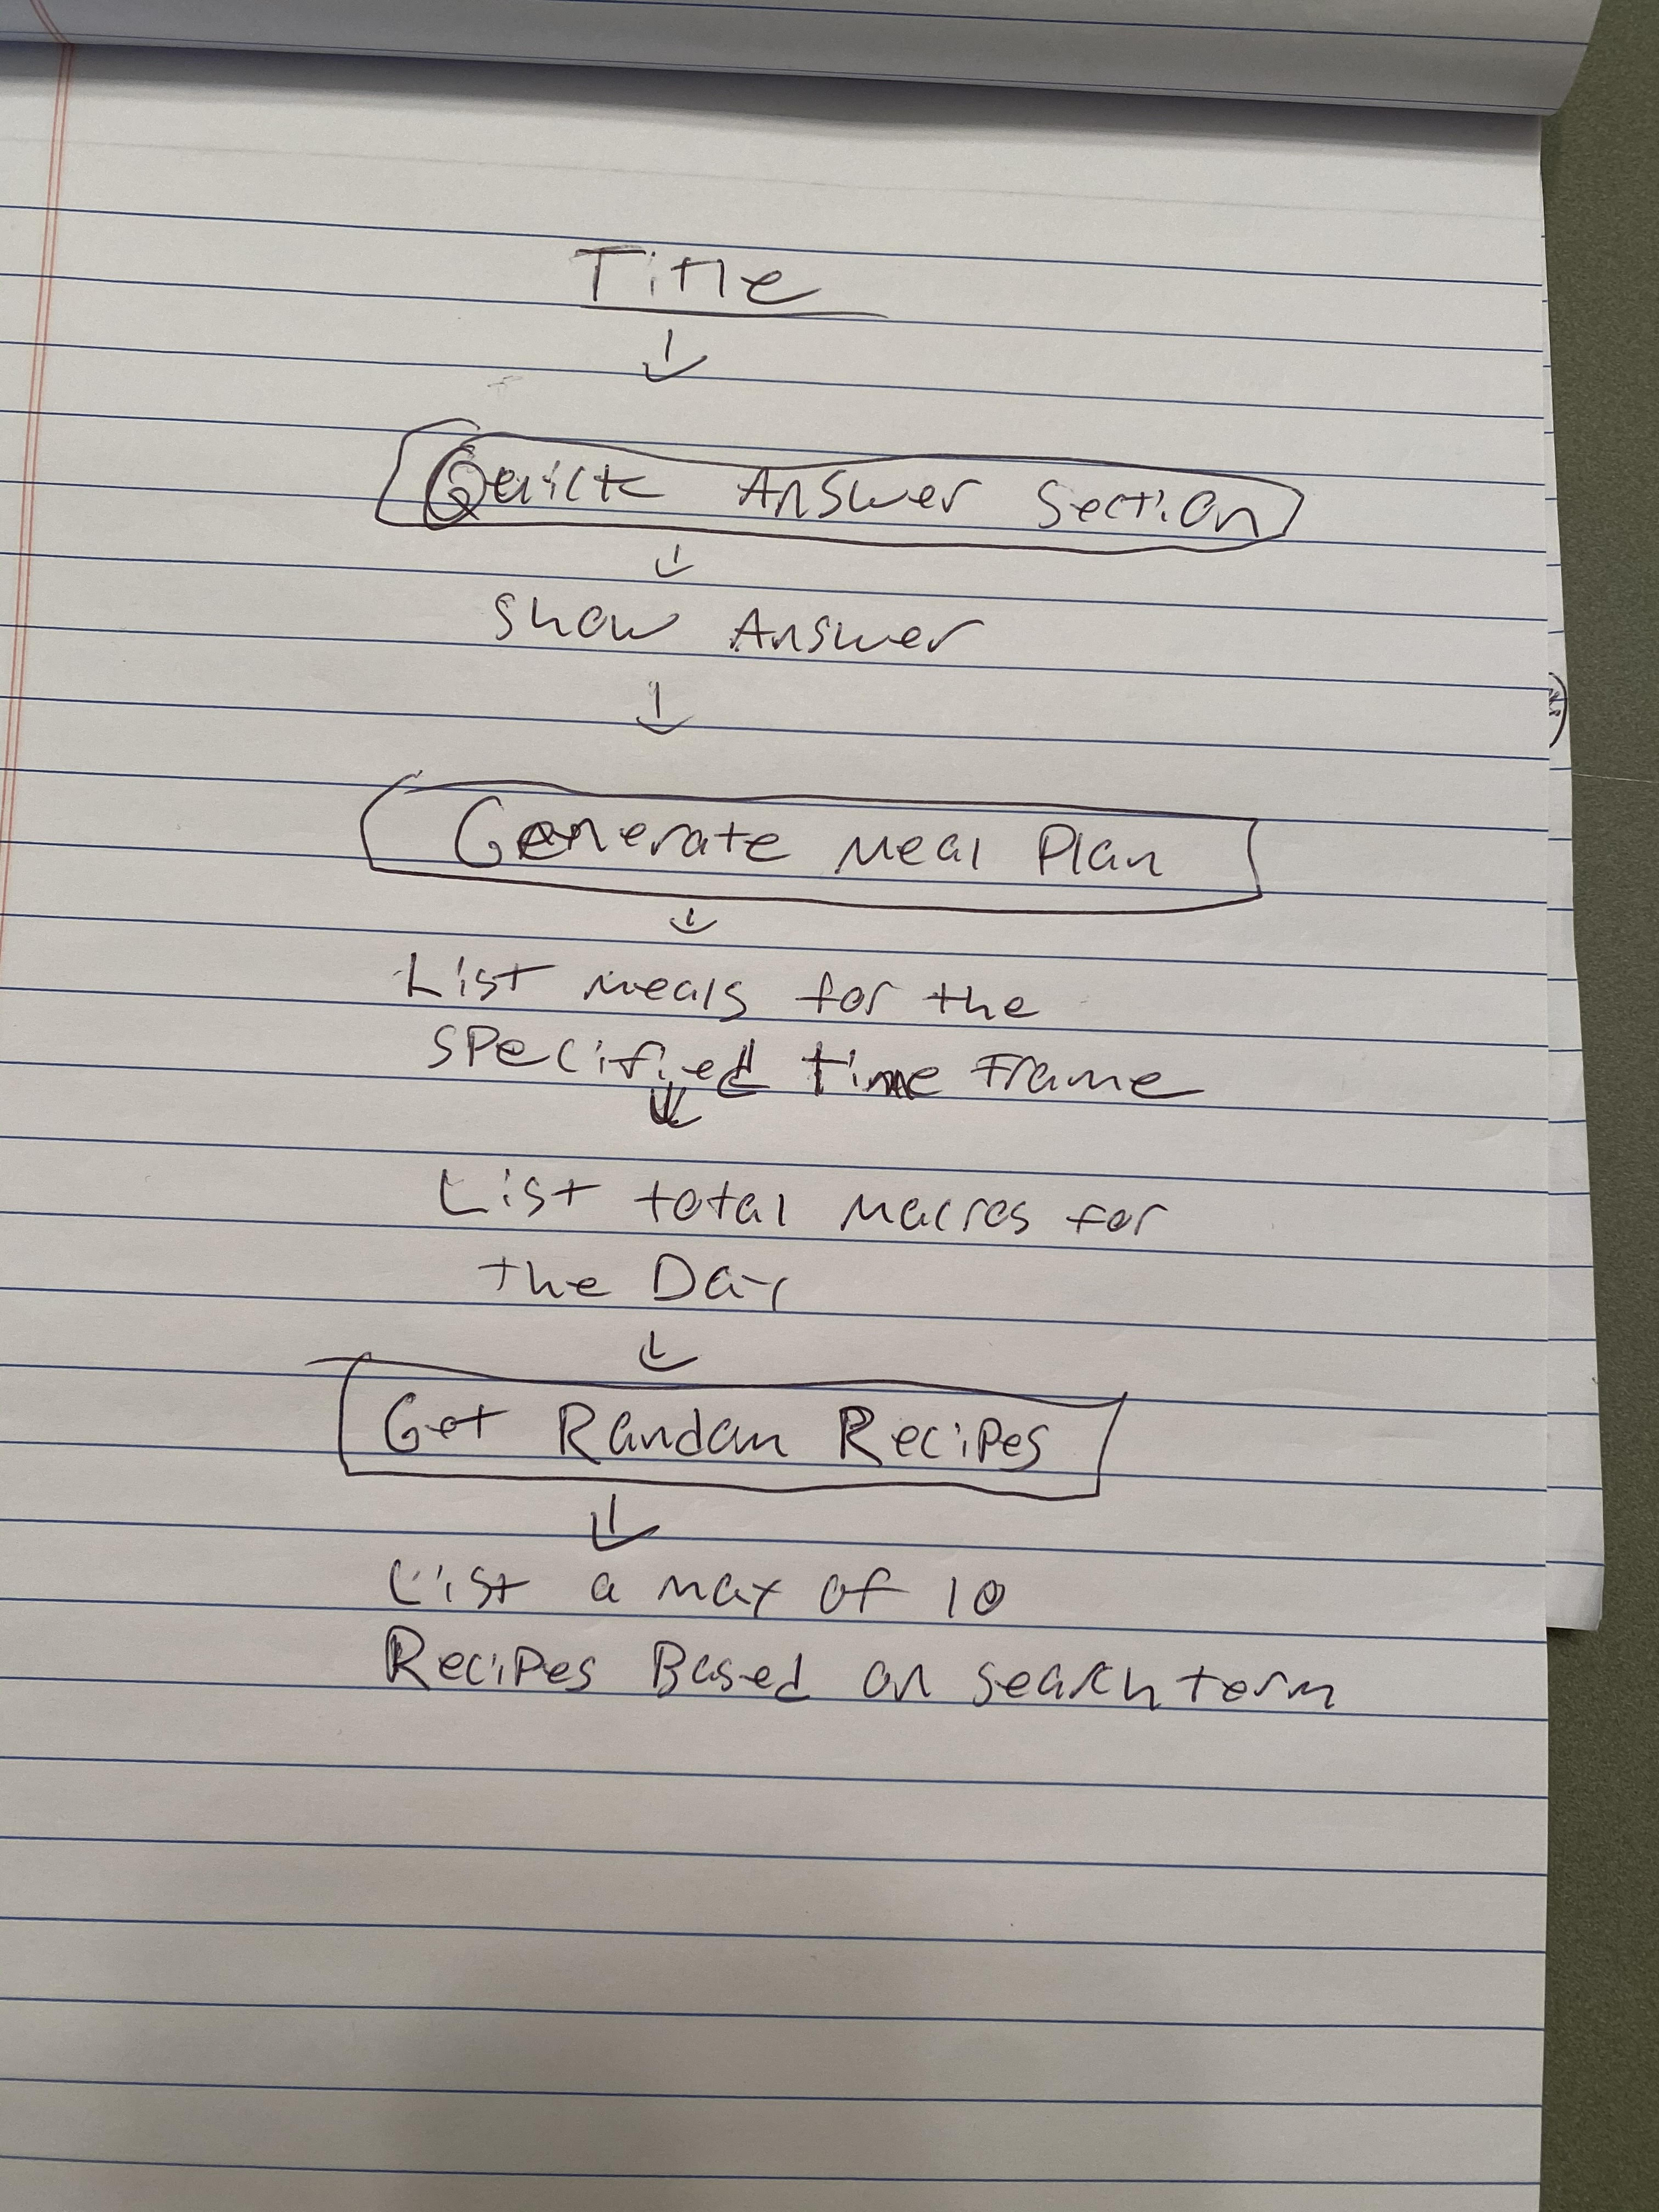 Title
Quick Answer Section
Show Answer
Generate Meal Plan
List meals for the
specified time frame
List total macros for
the Day
Get Random Recipes
List a max of 10
Recipes Based on search term